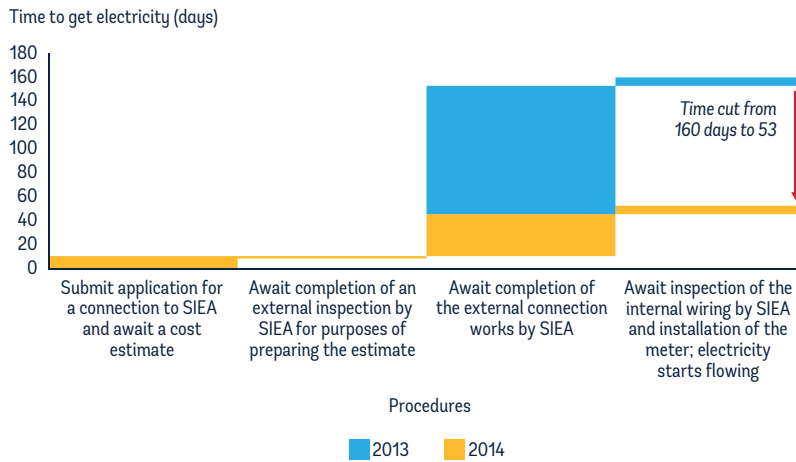 Time to get electricity (days)
180
160
140
120
100
80
60
40
20
0
Time cut from
160 days to 53
Submit application for
a connection to SIEA
and await a cost
estimate
Await completion of an
external inspection by
SIEA for purposes of
preparing the estimate
Await completion of
the external connection
works by SIEA
Await inspection of the
internal wiring by SIEA
and installation of the
meter; electricity
starts flowing
Procedures
2013 2014